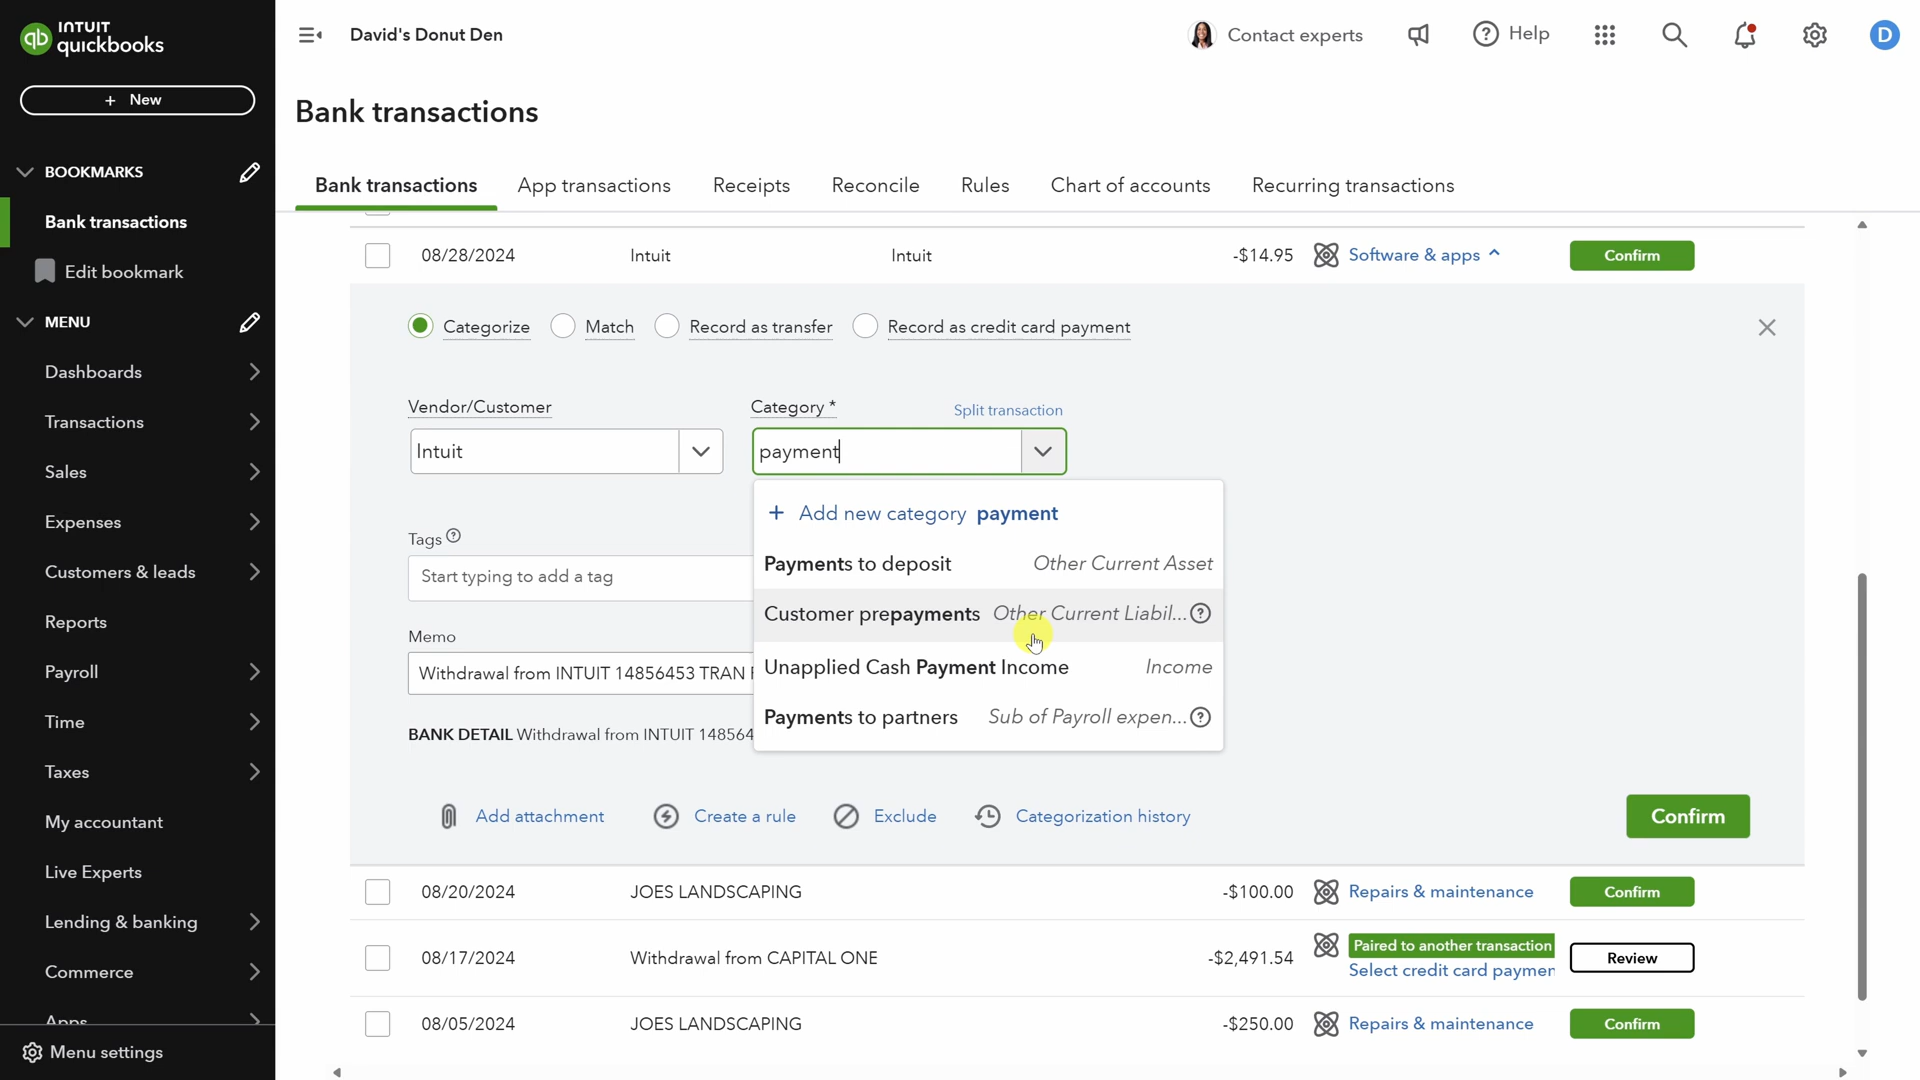 INTUIT
quickbooks
David's Donut Den
Contact experts
Help
D
+ New
Bank transactions
BOOKMARKS
Bank transactions
Edit bookmark
MENU
Dashboards
Transactions
Sales
Expenses
Customers & leads
Reports
Payroll
Time
Taxes
My accountant
Live Experts
Lending & banking
Commerce
Apps
Menu settings
Bank transactions App transactions Receipts Reconcile Rules Chart of accounts Recurring transactions
08/28/2024 Intuit Intuit -$14.95 Software & apps Confirm
Categorize Match Record as transfer Record as credit card payment
Vendor/Customer Category * Split transaction
Intuit payment
+ Add new category payment
Payments to deposit Other Current Asset
Customer prepayments Other Current Liabil...
Unapplied Cash Payment Income Income
Payments to partners Sub of Payroll expen...
Tags
Start typing to add a tag
Memo
Withdrawal from INTUIT 14856453 TRAN
BANK DETAIL Withdrawal from INTUIT 148564
Add attachment Create a rule Exclude Categorization history Confirm
08/20/2024 JOES LANDSCAPING -$100.00 Repairs & maintenance Confirm
08/17/2024 Withdrawal from CAPITAL ONE -$2,491.54 Paired to another transaction Review
Select credit card paymen
08/05/2024 JOES LANDSCAPING -$250.00 Repairs & maintenance Confirm